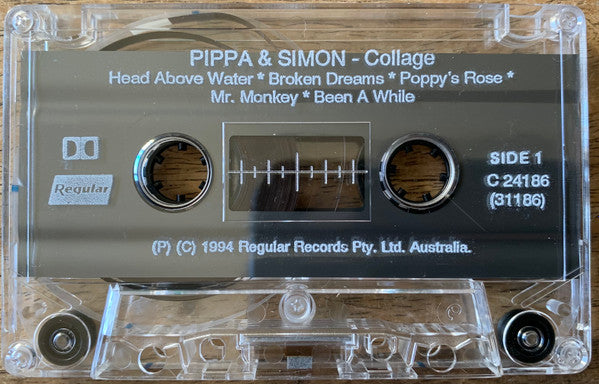 PIPPA & SIMON - Collage
Head Above Water * Broken Dreams * Poppy's Rose *
Mr. Monkey * Been A While
SIDE 1
Regular
C 24186
(31186)
(P) (C) 1994 Regular Records Pty. Ltd. Australia.